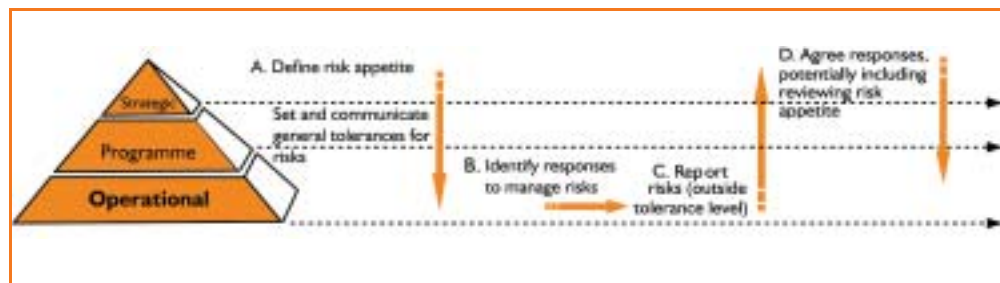 Strategic
Programme
Operational
A. Define risk appetite
Set and communicate
general tolerances for
risks
B. Identify responses
to manage risks
C. Report
risks (outside
tolerance level)
D. Agree responses,
potentially including
reviewing risk
appetite